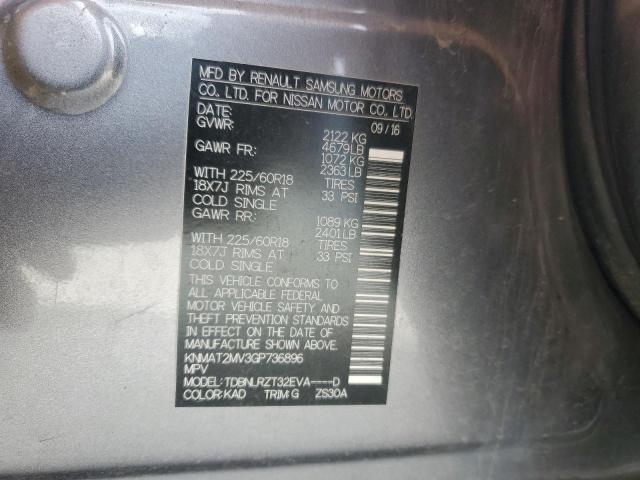 MFD BY RENAULT SAMSUNG MOTORS
CO., LTD. FOR NISSAN MOTOR CO., LTD.
DATE: 09/16
GVWR: 2122 KG
4679 LB
GAWR FR: 1072 KG
2363 LB
WITH 225/60R18 TIRES
18X7J RIMS AT 33 PSI
COLD SINGLE
GAWR RR: 1089 KG
2401 LB
WITH 225/60R18 TIRES
18X7J RIMS AT 33 PSI
COLD SINGLE
THIS VEHICLE CONFORMS TO
ALL APPLICABLE FEDERAL
MOTOR VEHICLE SAFETY AND
THEFT PREVENTION STANDARDS
IN EFFECT ON THE DATE OF
MANUFACTURE SHOWN ABOVE.
KNMAT2MV3GP736896
MPV
MODEL: TDBNLRZT32EVA----D
COLOR: KAD TRIM: G ZS30A